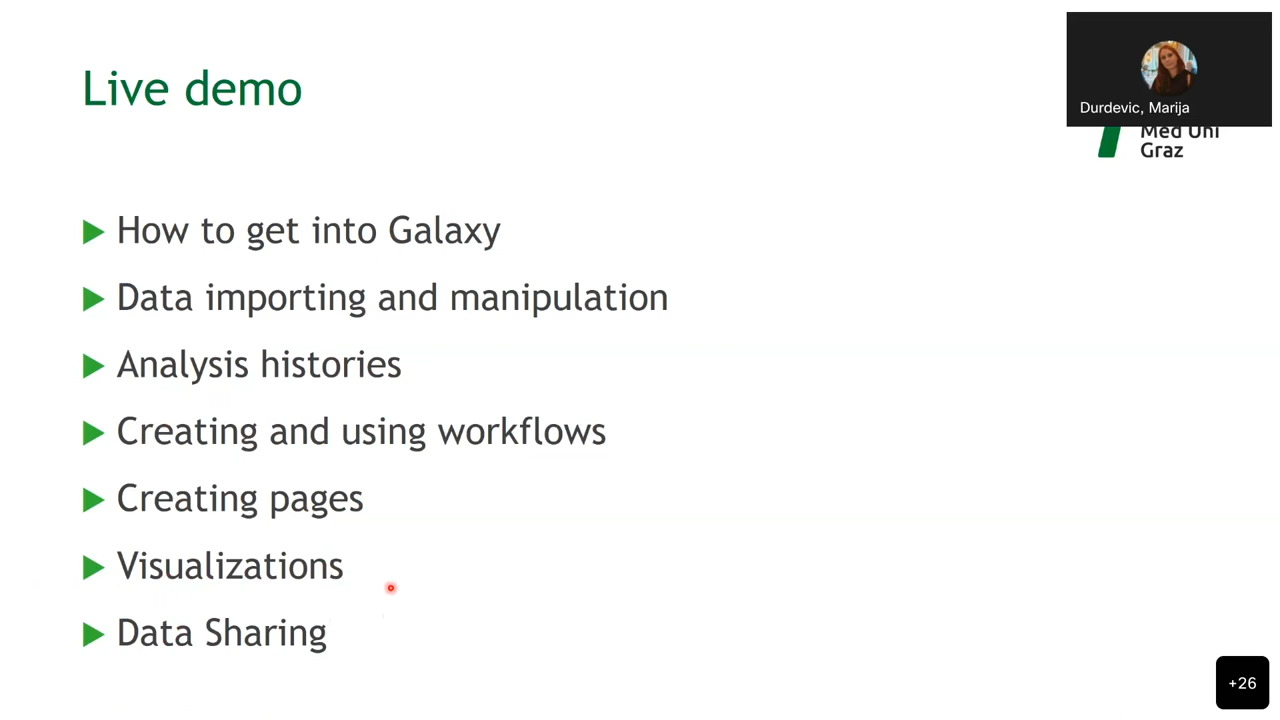 Live demo
Durdevic, Marija
Med Uni
Graz
How to get into Galaxy
Data importing and manipulation
Analysis histories
Creating and using workflows
Creating pages
Visualizations
Data Sharing
+26